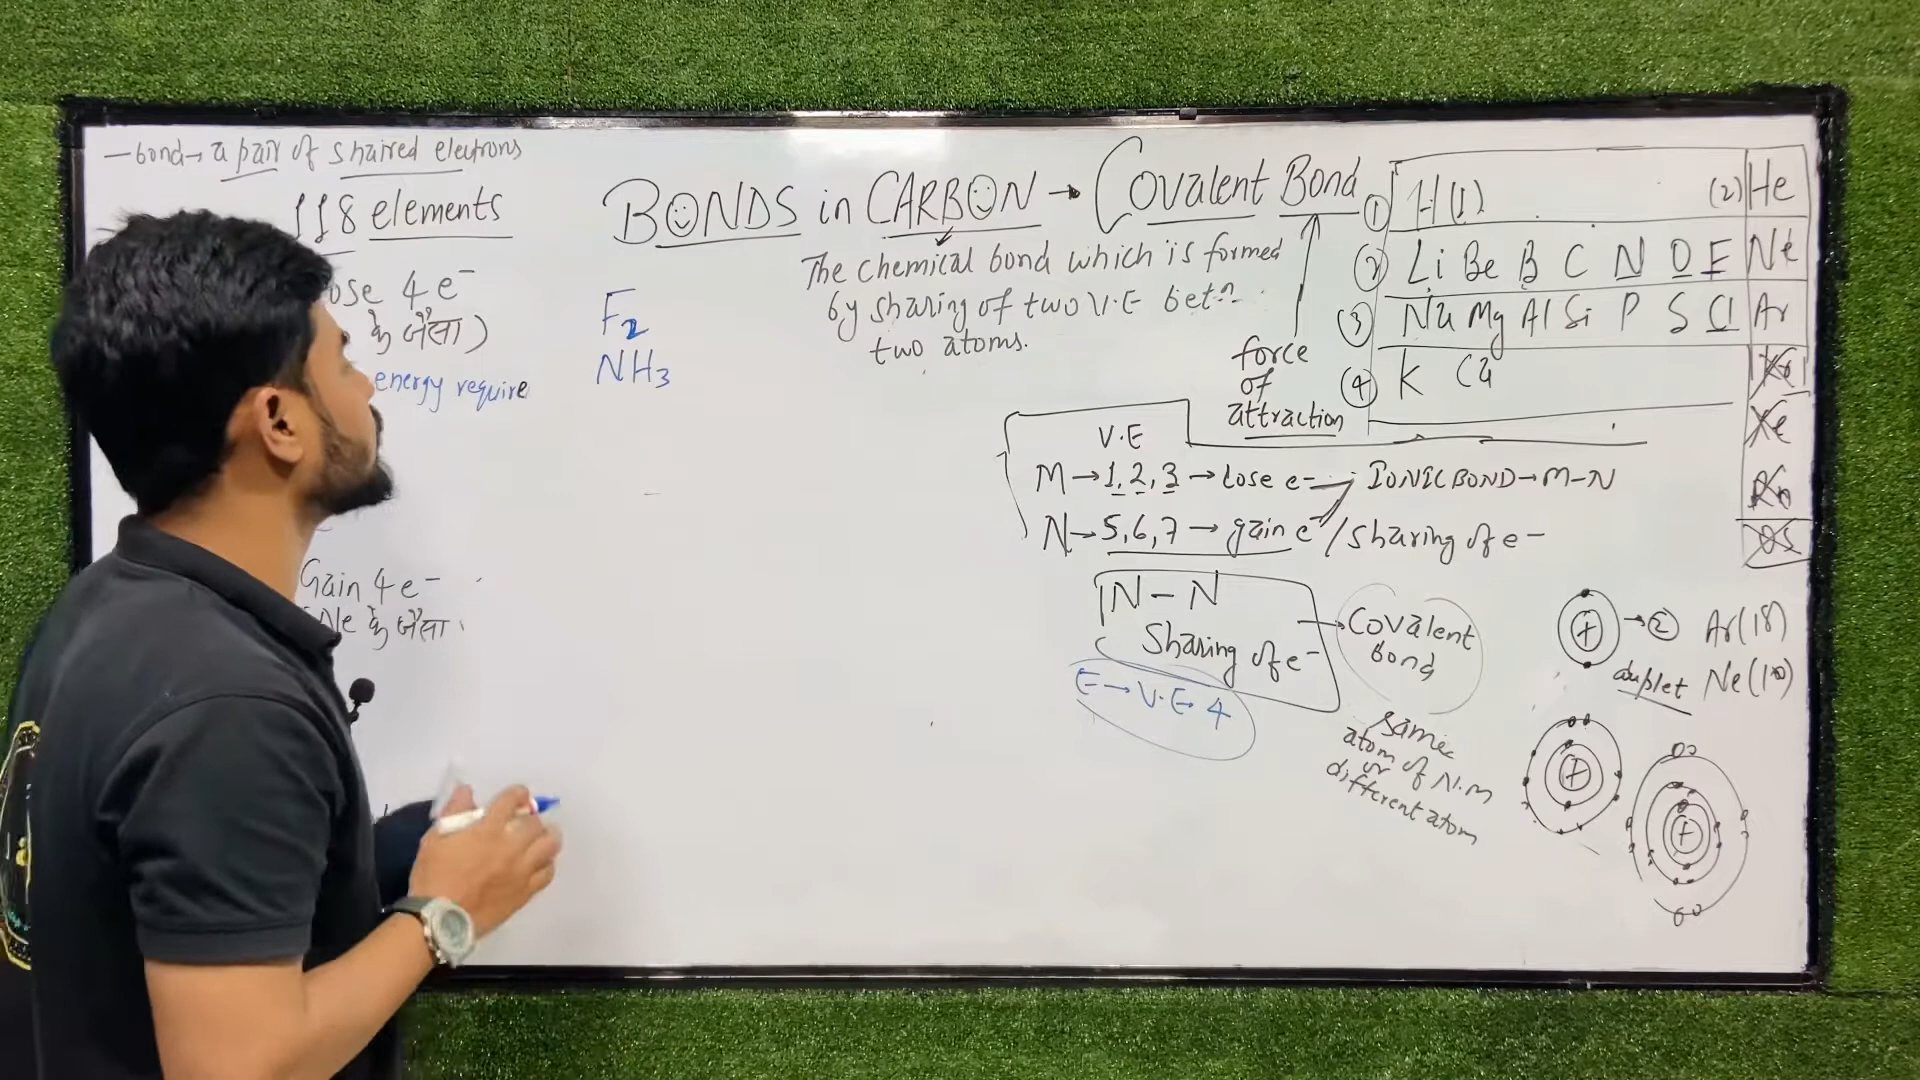 —bond→ a pair of shaired electrons
118 elements
ose 4e⁻
के जैसा)
energy require
Gain 4e⁻
Ne के जैसा
F₂
NH₃
BONDS in CARBON → Covalent Bond
The chemical bond which is formed
by sharing of two V.E betⁿ
two atoms.
force
of
attraction
① H(1) (2) He
② Li Be B C N O F Ne
③ Na Mg Al Si P S Cl Ar
④ K Ca Kr
Xe
Rn
V.E
M→1,2,3→Lose e⁻ IONIC BOND→M-N
N→5,6,7→gain e⁻/sharing of e-
N-N
Sharing of e⁻
→Covalent
Bond
E→V.E 4
Same
atom of N.M
or
different atom
+ →② Ar(18)
duplet Ne(10)
+
+